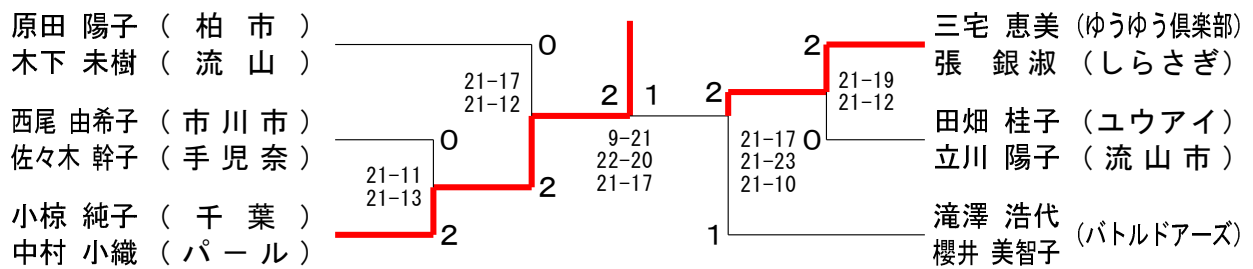 原田 陽子 ( 柏 市 )
木下 未樹 ( 流 山 )
0
21-17
21-12
西尾 由希子 ( 市 川 市 )
佐々木 幹子 ( 手 児 奈 )
0
21-11
21-13
2
小椋 純子 ( 千 葉 )
中村 小織 ( パ ー ル )
2
2 1
9-21
22-20
21-17
三宅 恵美 (ゆうゆう倶楽部)
張 銀淑 (しらさぎ)
2
21-19
21-12
2
田畑 桂子 (ユウアイ)
立川 陽子 ( 流 山 市 )
0
21-17
21-23
21-10
滝澤 浩代
櫻井 美智子
(バトルドアーズ)
1